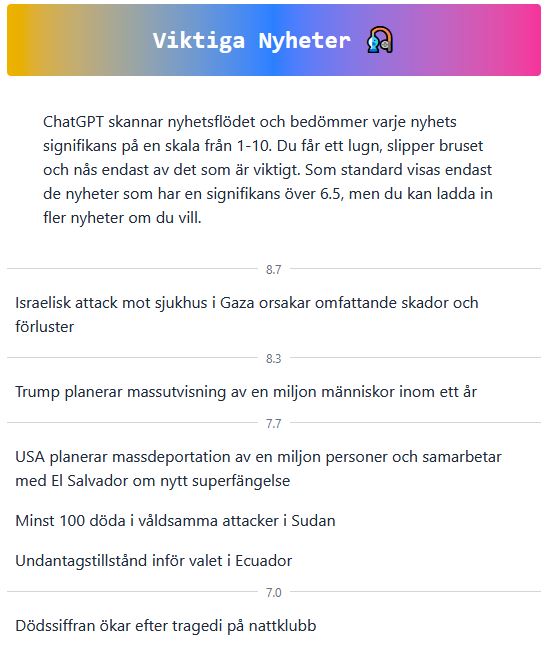 Viktiga Nyheter
ChatGPT skannar nyhetsflödet och bedömmer varje nyhets
signifikans på en skala från 1-10. Du får ett lugn, slipper bruset
och nås endast av det som är viktigt. Som standard visas endast
de nyheter som har en signifikans över 6.5, men du kan ladda in
fler nyheter om du vill.
8.7
Israelisk attack mot sjukhus i Gaza orsakar omfattande skador och
förluster
8.3
Trump planerar massutvisning av en miljon människor inom ett år
7.7
USA planerar massdeportation av en miljon personer och samarbetar
med El Salvador om nytt superfängelse
Minst 100 döda i våldsamma attacker i Sudan
Undantagstillstånd inför valet i Ecuador
7.0
Dödssiffran ökar efter tragedi på nattklubb